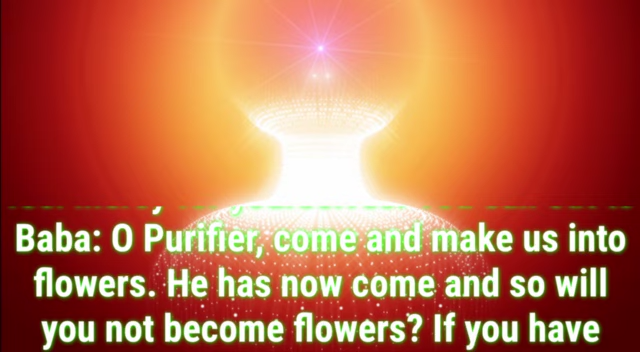 Baba: O Purifier, come and make us into
flowers. He has now come and so will
you not become flowers? If you have